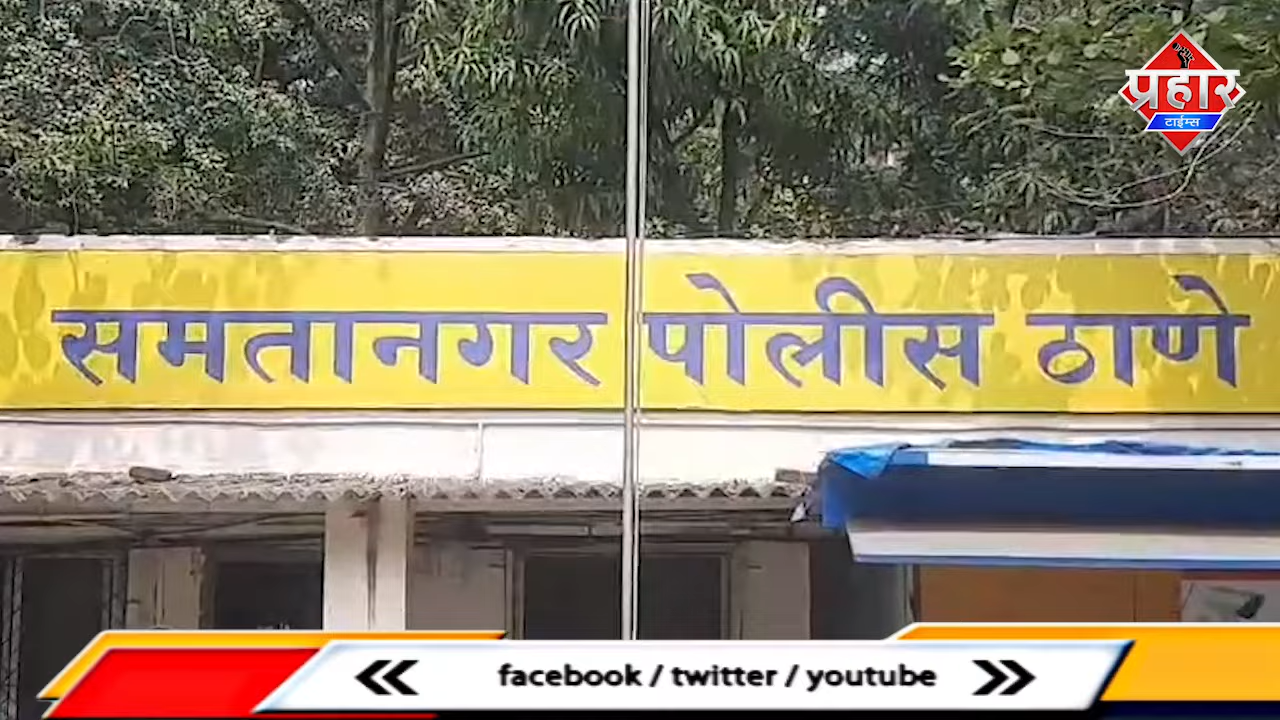 प्रहार
टाईम्स
समतानगर पोलीस ठाणे
facebook / twitter / youtube